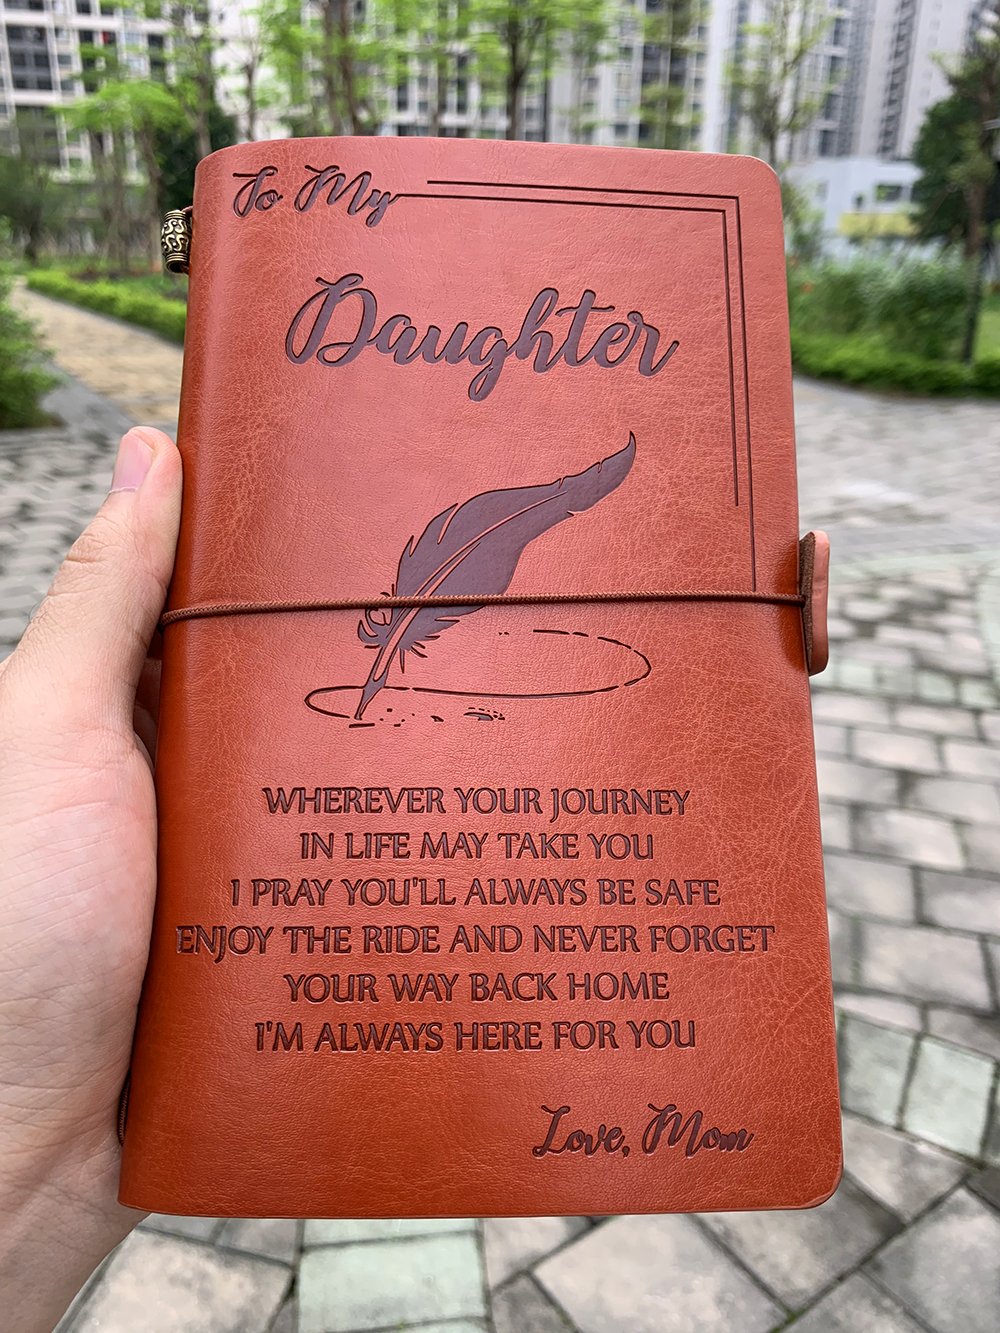 To My
Daughter
WHEREVER YOUR JOURNEY
IN LIFE MAY TAKE YOU
I PRAY YOU'LL ALWAYS BE SAFE
ENJOY THE RIDE AND NEVER FORGET
YOUR WAY BACK HOME
I'M ALWAYS HERE FOR YOU
Love, Mom